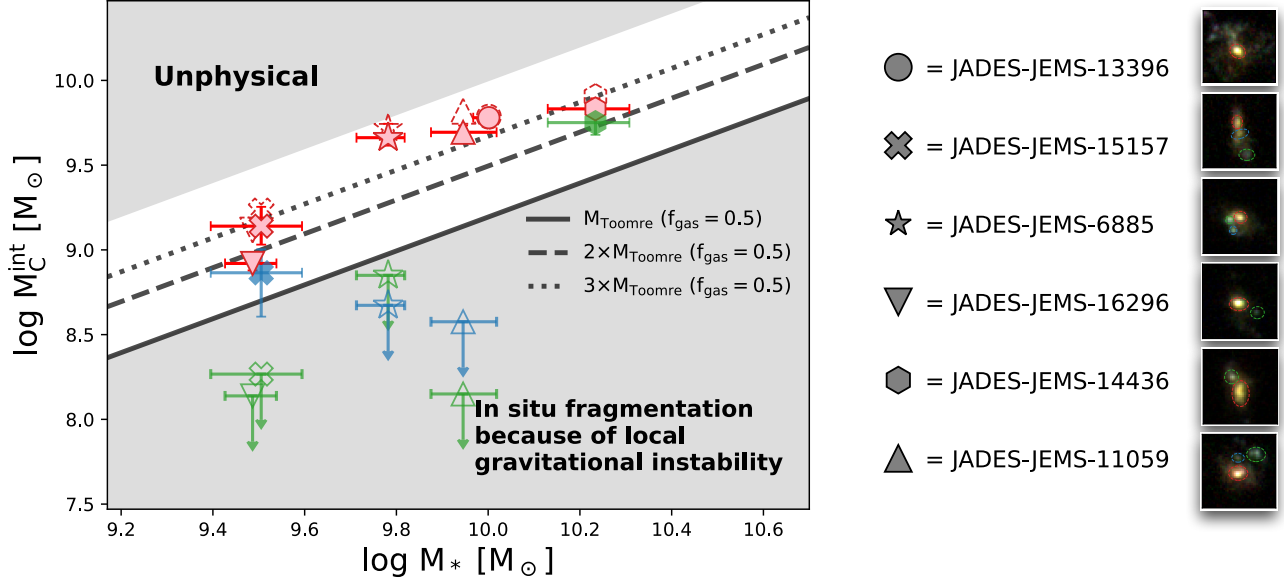 Unphysical
M_Toomre (f_gas = 0.5)
2×M_Toomre (f_gas = 0.5)
3×M_Toomre (f_gas = 0.5)
In situ fragmentation
because of local
gravitational instability
10.0
9.5
9.0
8.5
8.0
7.5
log M_C^int [M_⊙]
9.2 9.4 9.6 9.8 10.0 10.2 10.4 10.6
log M_* [M_⊙]
= JADES-JEMS-13396
= JADES-JEMS-15157
= JADES-JEMS-6885
= JADES-JEMS-16296
= JADES-JEMS-14436
= JADES-JEMS-11059